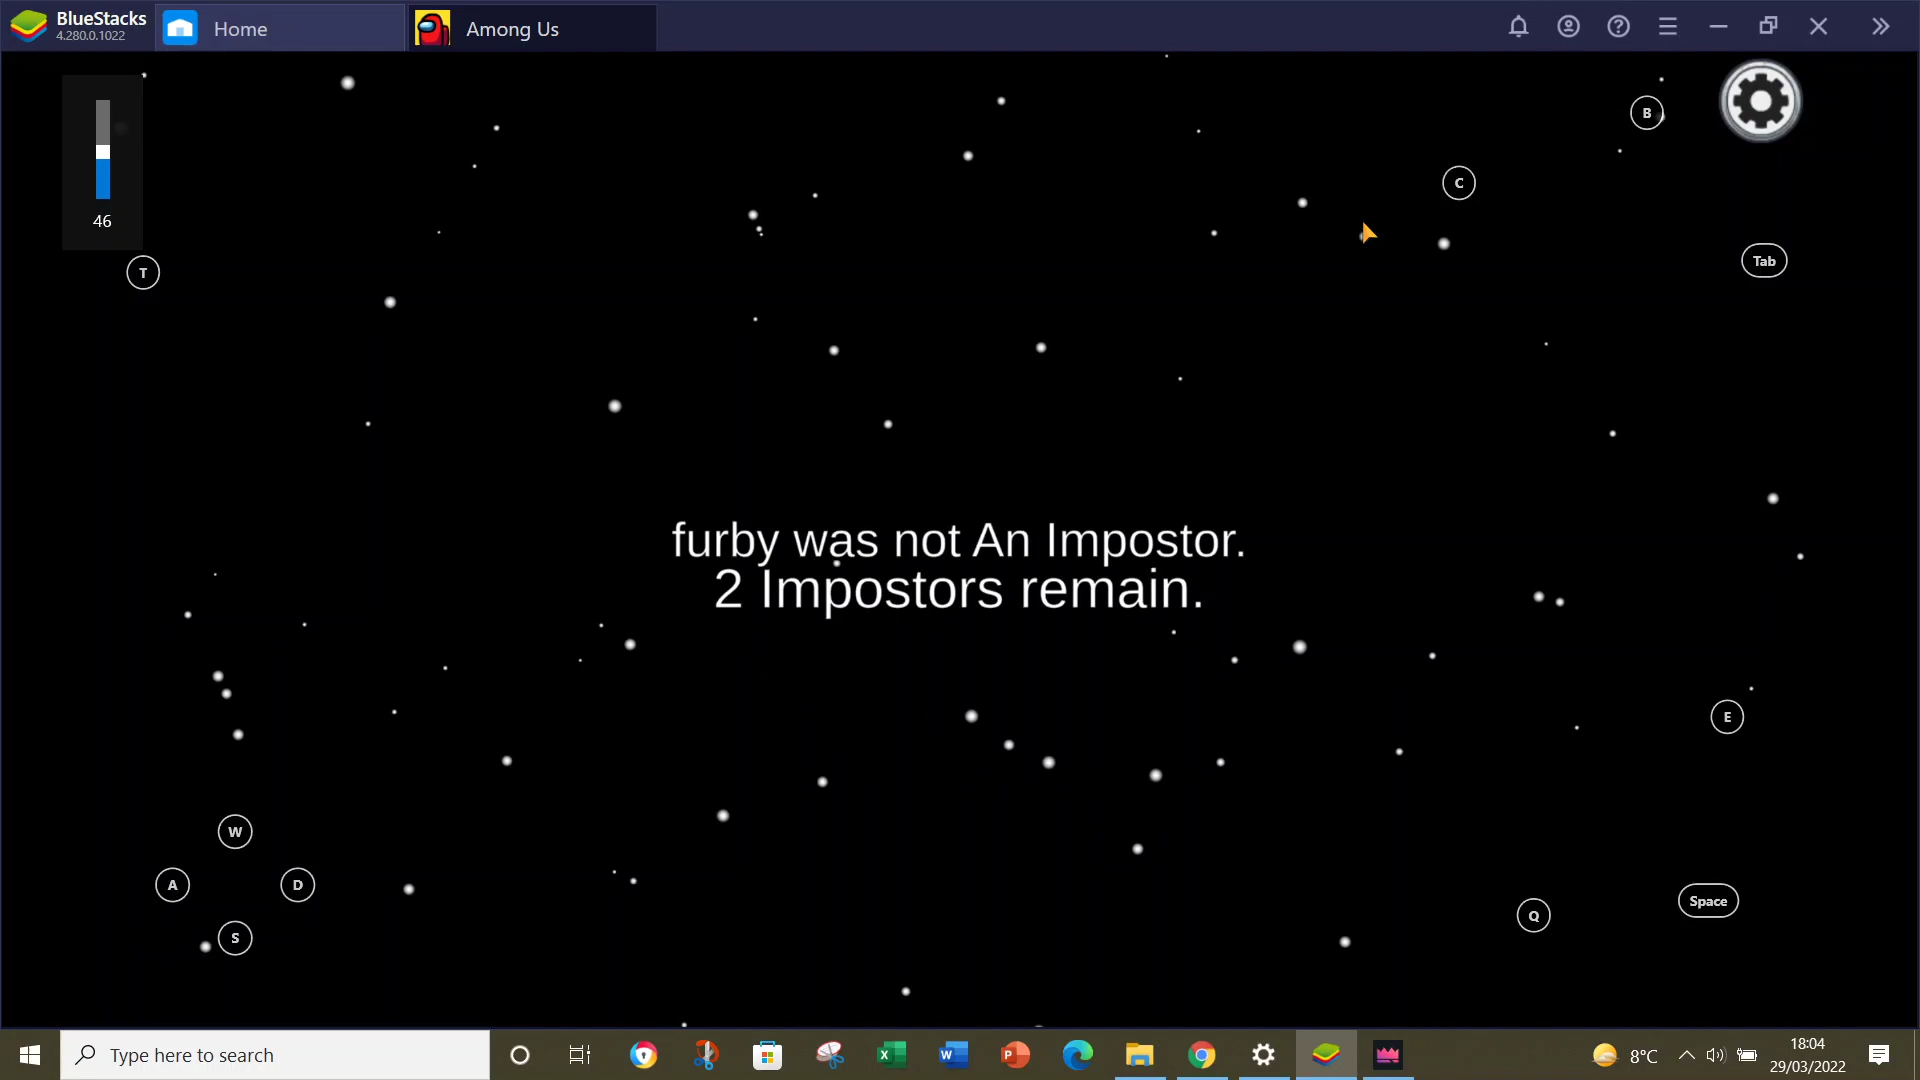 BlueStacks
4.280.0.1022
Home
Among Us
46
B
C
T
Tab
furby was not An Impostor.
2 Impostors remain.
E
W
A
D
S
Q
Space
Type here to search
8°C
18:04
29/03/2022